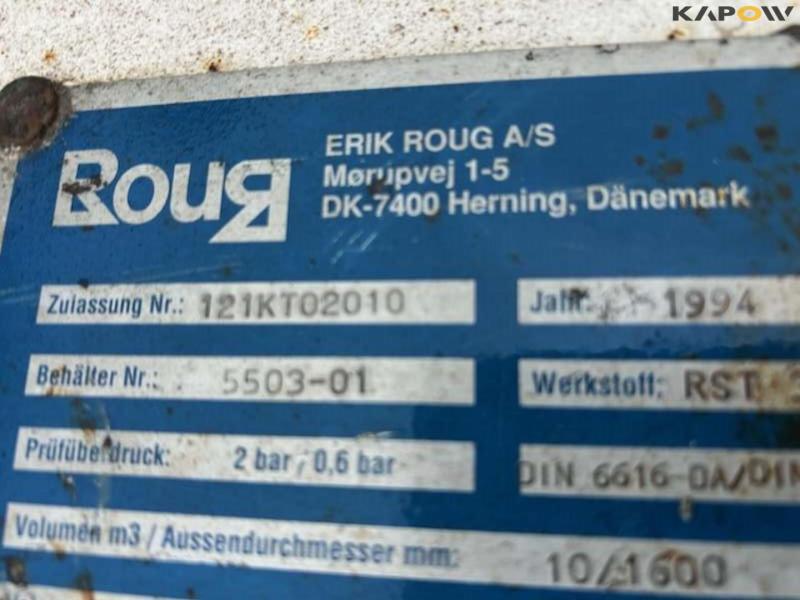 KAPOW
Roug
ERIK ROUG A/S
Mørupvej 1-5
DK-7400 Herning, Dänemark
Zulassung Nr.: 121KT02010
Jahr: 1994
Behälter Nr.: 5503-01
Werkstoff: RST
Prüfüberdruck: 2 bar/0,6 bar
DIN 6616-0A/DIN
Volumen m3 / Aussendurchmesser mm: 10/1600